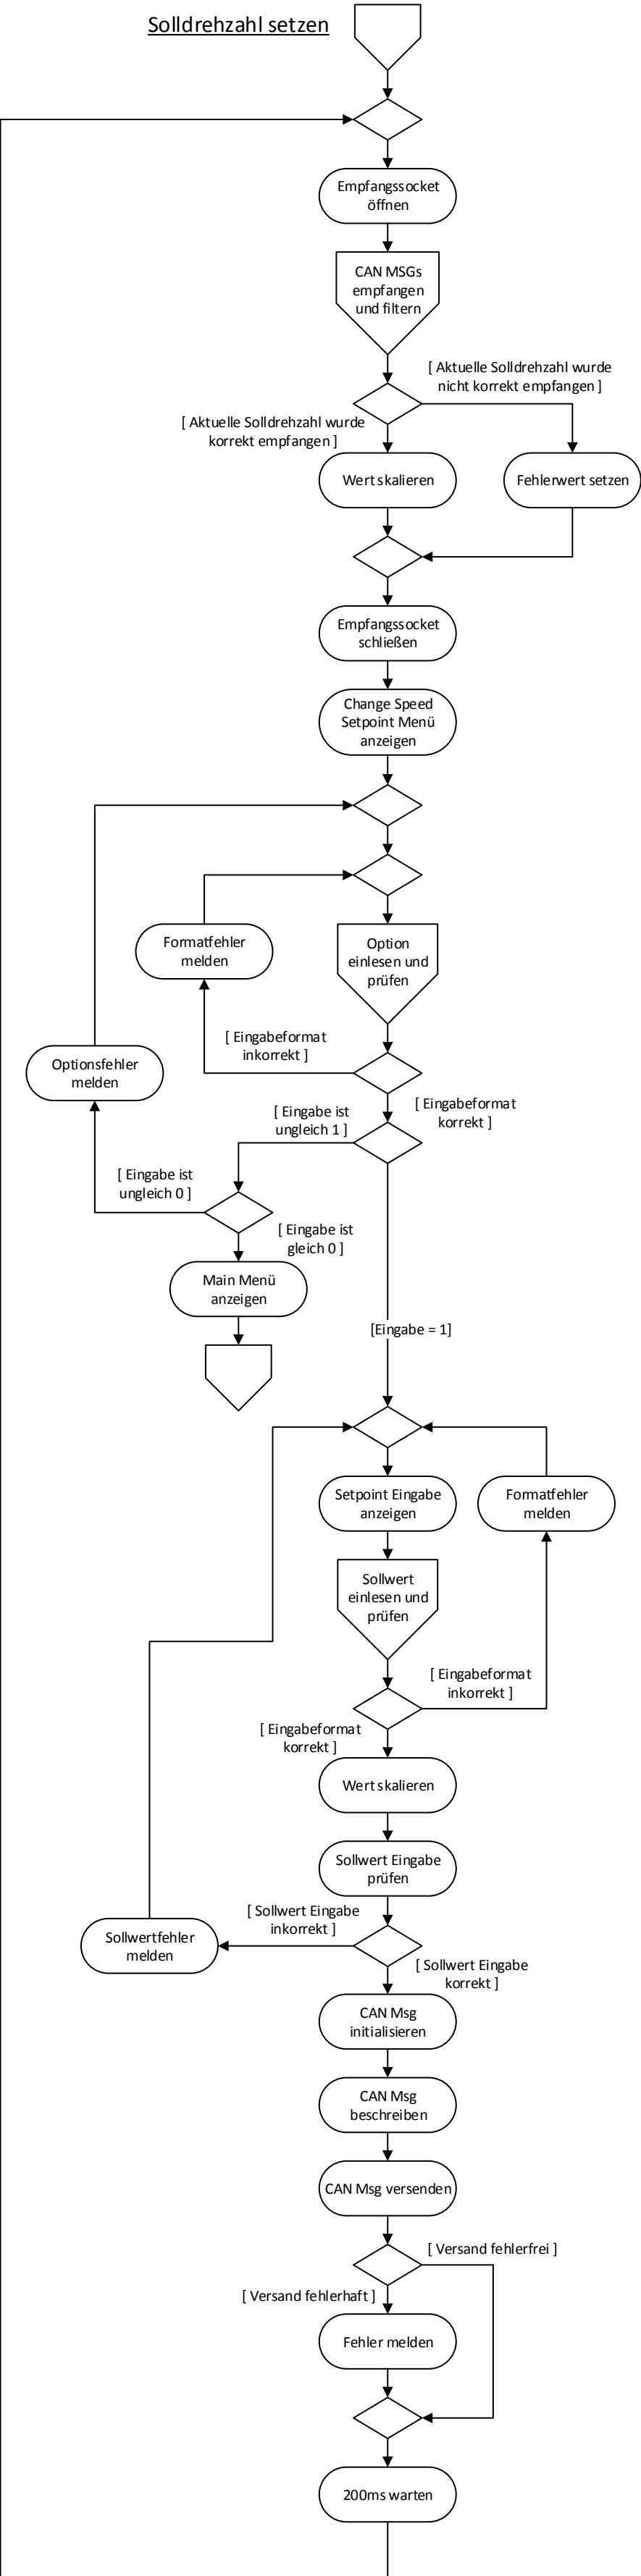 Solldrehzahl setzen
Empfangssocket
öffnen
CAN MSGs
empfangen
und filtern
[ Aktuelle Solldrehzahl wurde
nicht korrekt empfangen ]
[ Aktuelle Solldrehzahl wurde
korrekt empfangen ]
Wert skalieren
Fehlerwert setzen
Empfangssocket
schließen
Change Speed
Setpoint Menü
anzeigen
Formatfehler
melden
Option
einlesen und
prüfen
[ Eingabeformat
inkorrekt ]
Optionsfehler
melden
[ Eingabeformat
korrekt ]
[ Eingabe ist
ungleich 1 ]
[ Eingabe ist
ungleich 0 ]
[ Eingabe ist
gleich 0 ]
Main Menü
anzeigen
[Eingabe = 1]
Setpoint Eingabe
anzeigen
Formatfehler
melden
Sollwert
einlesen und
prüfen
[ Eingabeformat
inkorrekt ]
[ Eingabeformat
korrekt ]
Wert skalieren
Sollwert Eingabe
prüfen
[ Sollwert Eingabe
inkorrekt ]
Sollwertfehler
melden
[ Sollwert Eingabe
korrekt ]
CAN Msg
initialisieren
CAN Msg
beschreiben
CAN Msg versenden
[ Versand fehlerfrei ]
[ Versand fehlerhaft ]
Fehler melden
200ms warten